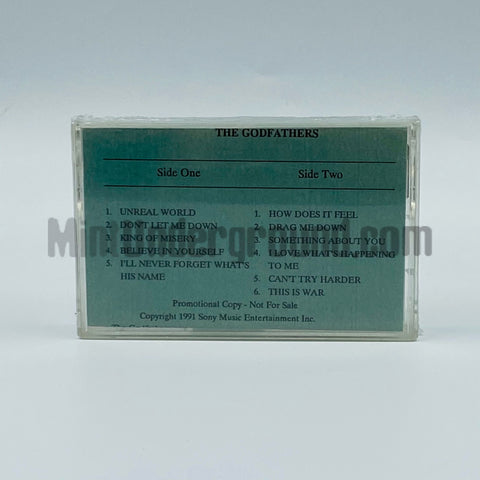 THE GODFATHERS
Side One
1. UNREAL WORLD
2. DON'T LET ME DOWN
3. KING OF MISERY
4. BELIEVE IN YOURSELF
5. I'LL NEVER FORGET WHAT'S
HIS NAME
Side Two
1. HOW DOES IT FEEL
2. DRAG ME DOWN
3. SOMETHING ABOUT YOU
4. I LOVE WHAT'S HAPPENING
TO ME
5. CAN'T TRY HARDER
6. THIS IS WAR
Promotional Copy - Not For Sale
Copyright 1991 Sony Music Entertainment Inc.